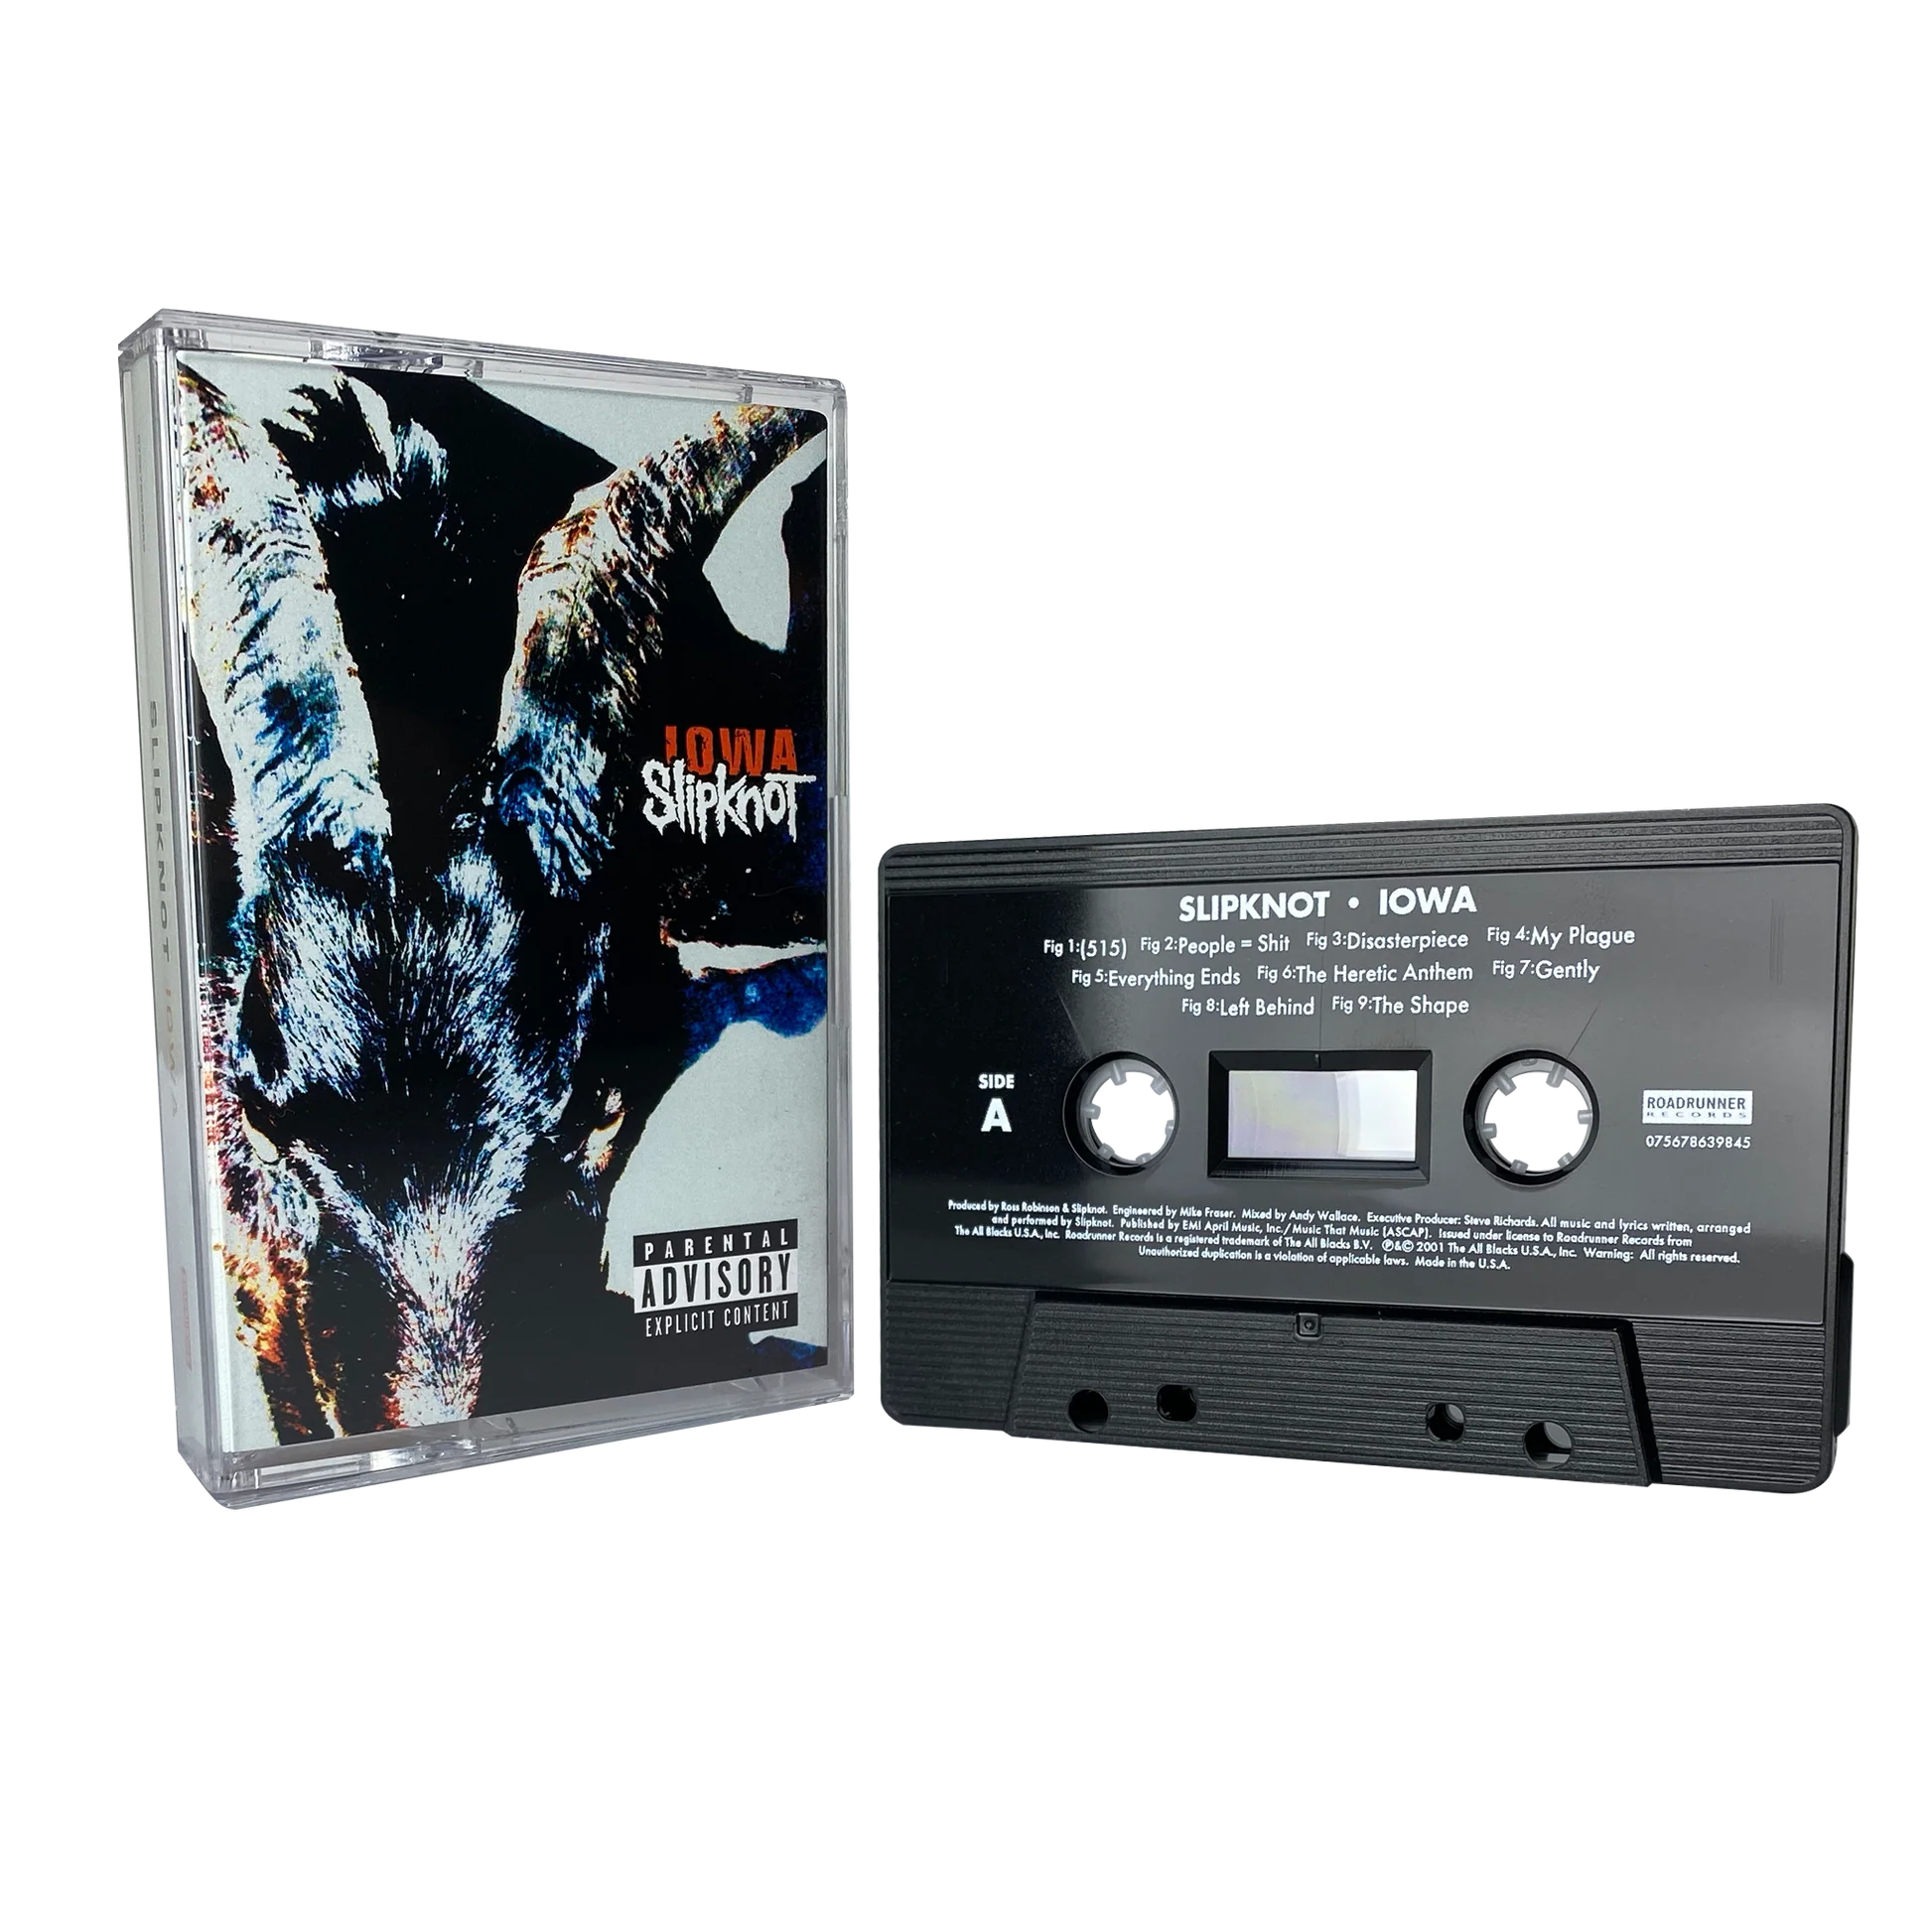 SLIPKNOT IOWA
IOWA
Slipknot
PARENTAL
ADVISORY
EXPLICIT CONTENT
SLIPKNOT • IOWA
Fig 1:(515) Fig 2:People = Shit Fig 3:Disasterpiece Fig 4:My Plague
Fig 5:Everything Ends Fig 6:The Heretic Anthem Fig 7:Gently
Fig 8:Left Behind Fig 9:The Shape
SIDE
A
ROADRUNNER
RECORDS
075678639845
Produced by Ross Robinson & Slipknot. Engineered by Mike Fraser. Mixed by Andy Wallace. Executive Producer: Steve Richards. All music and lyrics written, arranged
and performed by Slipknot. Published by EMI April Music, Inc./Music That Music (ASCAP). Issued under license to Roadrunner Records from
The All Blacks U.S.A., Inc. Roadrunner Records is a registered trademark of The All Blacks B.V. ℗&© 2001 The All Blacks U.S.A., Inc. Warning: All rights reserved.
Unauthorized duplication is a violation of applicable laws. Made in the U.S.A.